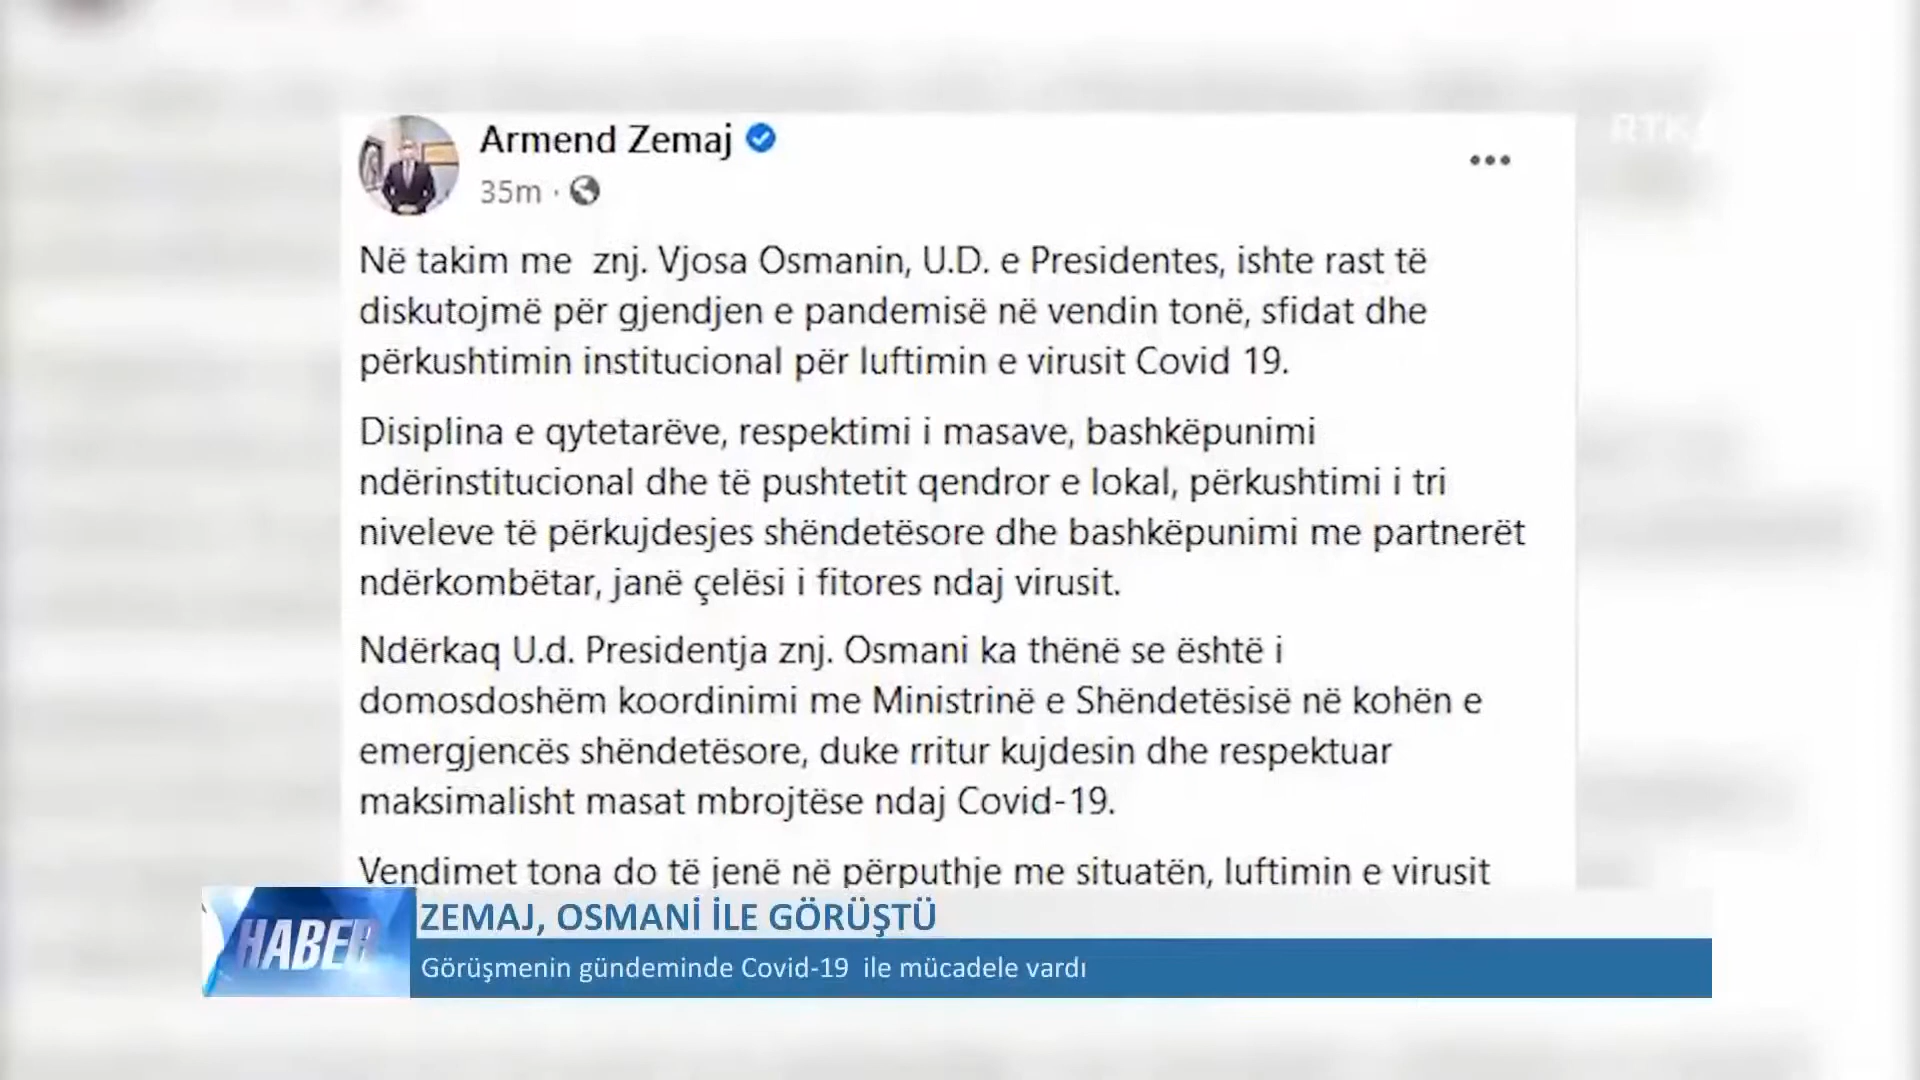 Armend Zemaj
35m ·
RTK
Në takim me znj. Vjosa Osmanin, U.D. e Presidentes, ishte rast të
diskutojmë për gjendjen e pandemisë në vendin tonë, sfidat dhe
përkushtimin institucional për luftimin e virusit Covid 19.
Disiplina e qytetarëve, respektimi i masave, bashkëpunimi
ndërinstitucional dhe të pushtetit qendror e lokal, përkushtimi i tri
niveleve të përkujdesjes shëndetësore dhe bashkëpunimi me partnerët
ndërkombëtar, janë çelësi i fitores ndaj virusit.
Ndërkaq U.d. Presidentja znj. Osmani ka thënë se është i
domosdoshëm koordinimi me Ministrinë e Shëndetësisë në kohën e
emergjencës shëndetësore, duke rritur kujdesin dhe respektuar
maksimalisht masat mbrojtëse ndaj Covid-19.
Vendimet tona do të jenë në përputhje me situatën, luftimin e virusit
HABER
ZEMAJ, OSMANİ İLE GÖRÜŞTÜ
Görüşmenin gündeminde Covid-19 ile mücadele vardı